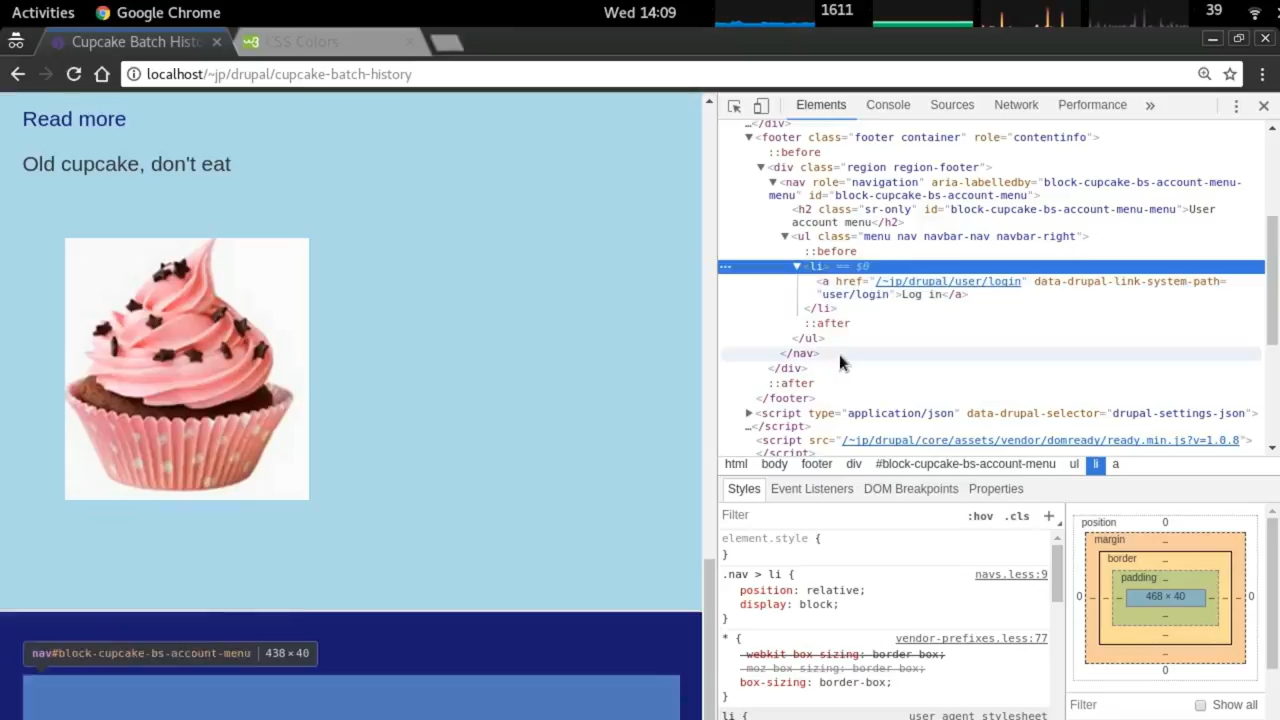 Activities Google Chrome Wed 14:09 1611 39
Cupcake Batch Hist CSS Colors
localhost/~jp/drupal/cupcake-batch-history
Read more
Old cupcake, don't eat
nav#block-cupcake-bs-account-menu 438×40
Elements Console Sources Network Performance »
…</div>
▼<footer class="footer container" role="contentinfo">
::before
▼<div class="region region-footer">
▼<nav role="navigation" aria-labelledby="block-cupcake-bs-account-menu-
menu" id="block-cupcake-bs-account-menu">
<h2 class="sr-only" id="block-cupcake-bs-account-menu-menu">User
account menu</h2>
▼<ul class="menu nav navbar-nav navbar-right">
::before
… ▼<li> == $0
<a href="/~jp/drupal/user/login" data-drupal-link-system-path=
"user/login">Log in</a>
</li>
::after
</ul>
</nav>
</div>
::after
</footer>
▶<script type="application/json" data-drupal-selector="drupal-settings-json">
…</script>
<script src="/~jp/drupal/core/assets/vendor/domready/ready.min.js?v=1.0.8">
</script>
html body footer div #block-cupcake-bs-account-menu ul li a
Styles Event Listeners DOM Breakpoints Properties
Filter :hov .cls +
element.style {
}
.nav > li { navs.less:9
position: relative;
display: block;
}
* { vendor-prefixes.less:77
-webkit-box-sizing: border-box;
-moz-box-sizing: border-box;
box-sizing: border-box;
}
li { user agent stylesheet
position 0
margin –
border –
padding –
0 – – – 468 × 40 – – – 0
–
–
–
0
Filter Show all